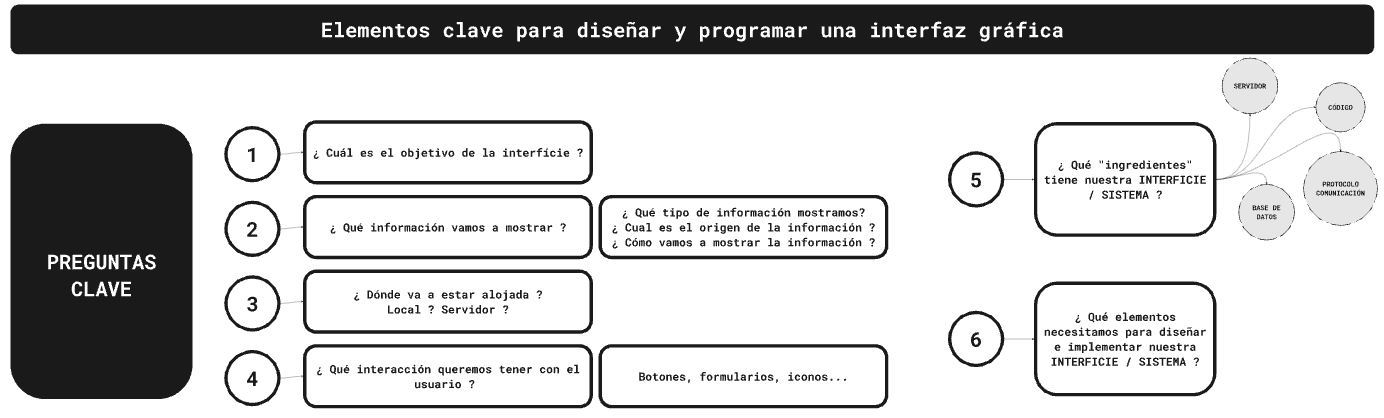 Elementos clave para diseñar y programar una interfaz gráfica
PREGUNTAS
CLAVE
1
¿ Cuál es el objetivo de la interfície ?
2
¿ Qué información vamos a mostrar ?
¿ Qué tipo de información mostramos?
¿ Cual es el origen de la información ?
¿ Cómo vamos a mostrar la información ?
3
¿ Dónde va a estar alojada ?
Local ? Servidor ?
4
¿ Qué interacción queremos tener con el
usuario ?
Botones, formularios, iconos...
5
¿ Qué "ingredientes"
tiene nuestra INTERFICIE
/ SISTEMA ?
SERVIDOR
CÓDIGO
PROTOCOLO
COMUNICACIÓN
BASE DE
DATOS
6
¿ Qué elementos
necesitamos para diseñar
e implementar nuestra
INTERFICIE / SISTEMA ?